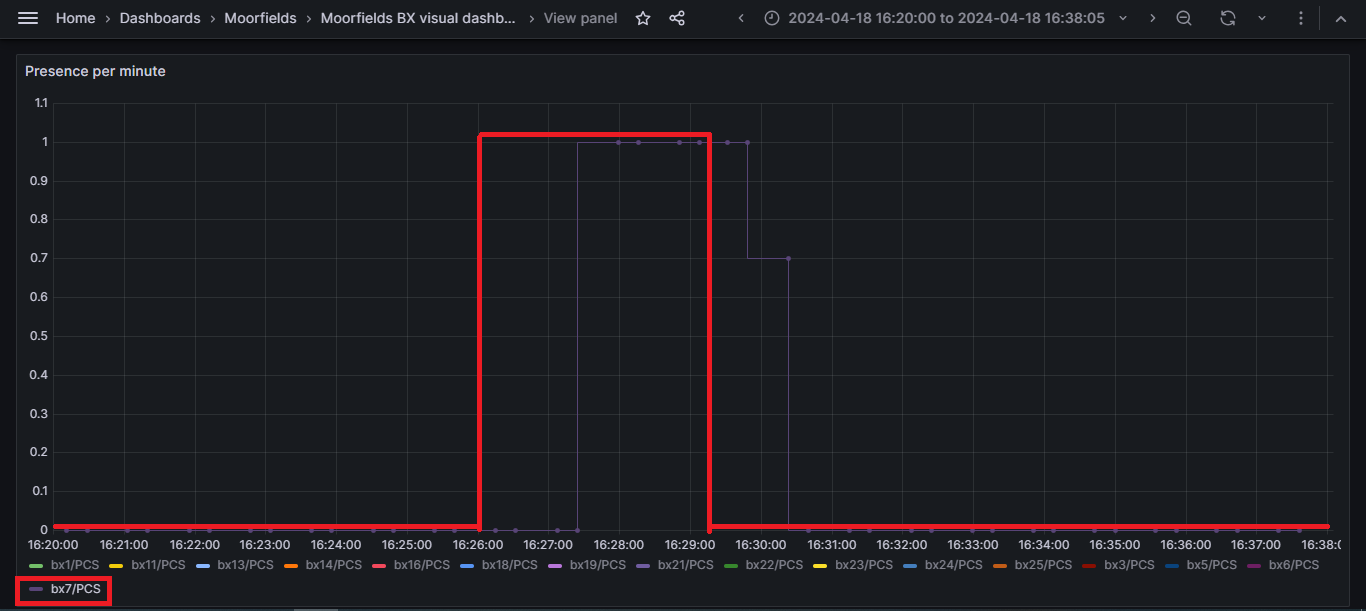 Home › Dashboards › Moorfields › Moorfields BX visual dashb... › View panel 2024-04-18 16:20:00 to 2024-04-18 16:38:05
Presence per minute
1.1
1
0.9
0.8
0.7
0.6
0.5
0.4
0.3
0.2
0.1
0
16:20:00 16:21:00 16:22:00 16:23:00 16:24:00 16:25:00 16:26:00 16:27:00 16:28:00 16:29:00 16:30:00 16:31:00 16:32:00 16:33:00 16:34:00 16:35:00 16:36:00 16:37:00 16:38:0
bx1/PCS bx11/PCS bx13/PCS bx14/PCS bx16/PCS bx18/PCS bx19/PCS bx21/PCS bx22/PCS bx23/PCS bx24/PCS bx25/PCS bx3/PCS bx5/PCS bx6/PCS
bx7/PCS